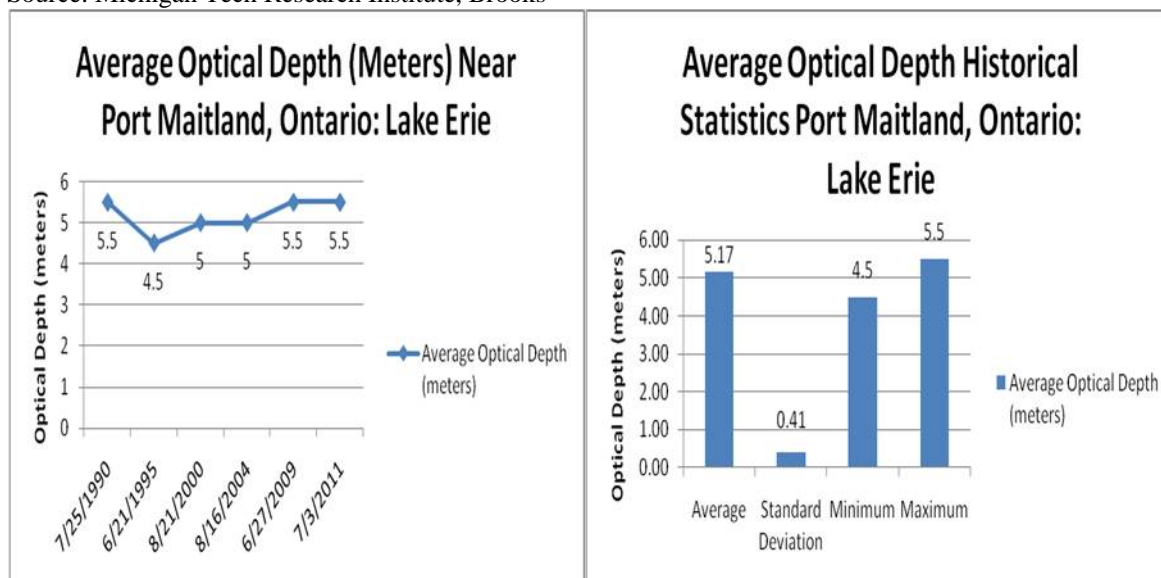 Source: Michigan Tech Research Institute, Brooks
Average Optical Depth (Meters) Near
Port Maitland, Ontario: Lake Erie
Optical Depth (meters)
6
5
4
3
2
1
0
5.5
4.5
5
5
5.5
5.5
7/25/1990
6/21/1995
8/21/2000
8/16/2004
6/27/2009
7/3/2011
Average Optical Depth
(meters)
Average Optical Depth Historical
Statistics Port Maitland, Ontario:
Lake Erie
Optical Depth (meters)
6.00
5.00
4.00
3.00
2.00
1.00
0.00
5.17
0.41
4.5
5.5
Average
Standard
Deviation
Minimum
Maximum
Average Optical Depth
(meters)